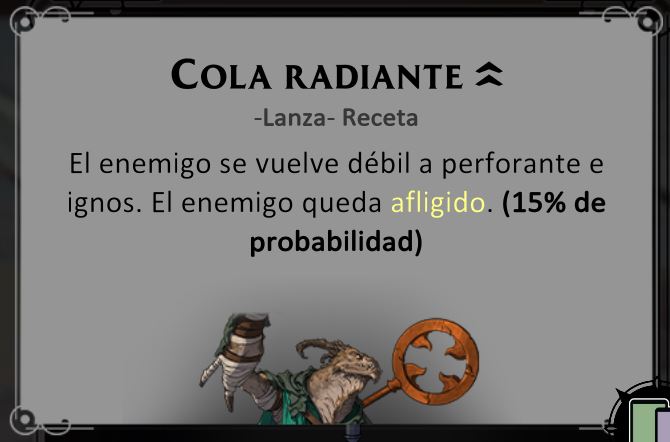 COLA RADIANTE
-Lanza- Receta
El enemigo se vuelve débil a perforante e
ignos. El enemigo queda afligido. (15% de
probabilidad)